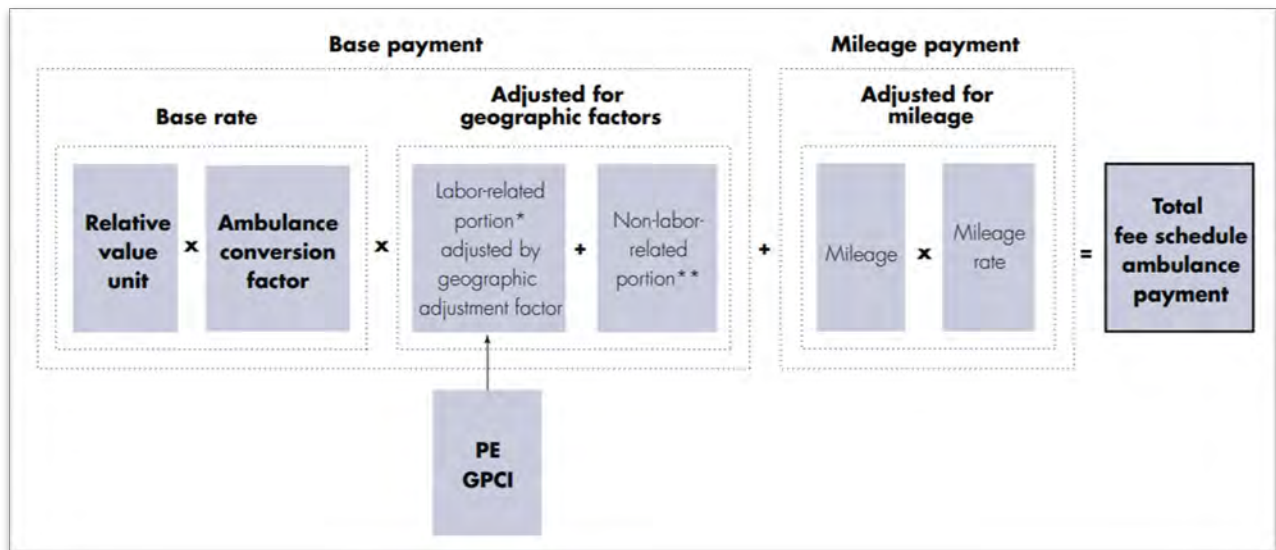 Base payment
Mileage payment
Base rate
Adjusted for
geographic factors
Adjusted for
mileage
Relative
value
unit
x
Ambulance
conversion
factor
x
Labor-related
portion*
adjusted by
geographic
adjustment factor
+
Non-labor-
related
portion**
+
Mileage
x
Mileage
rate
=
Total
fee schedule
ambulance
payment
PE
GPCI